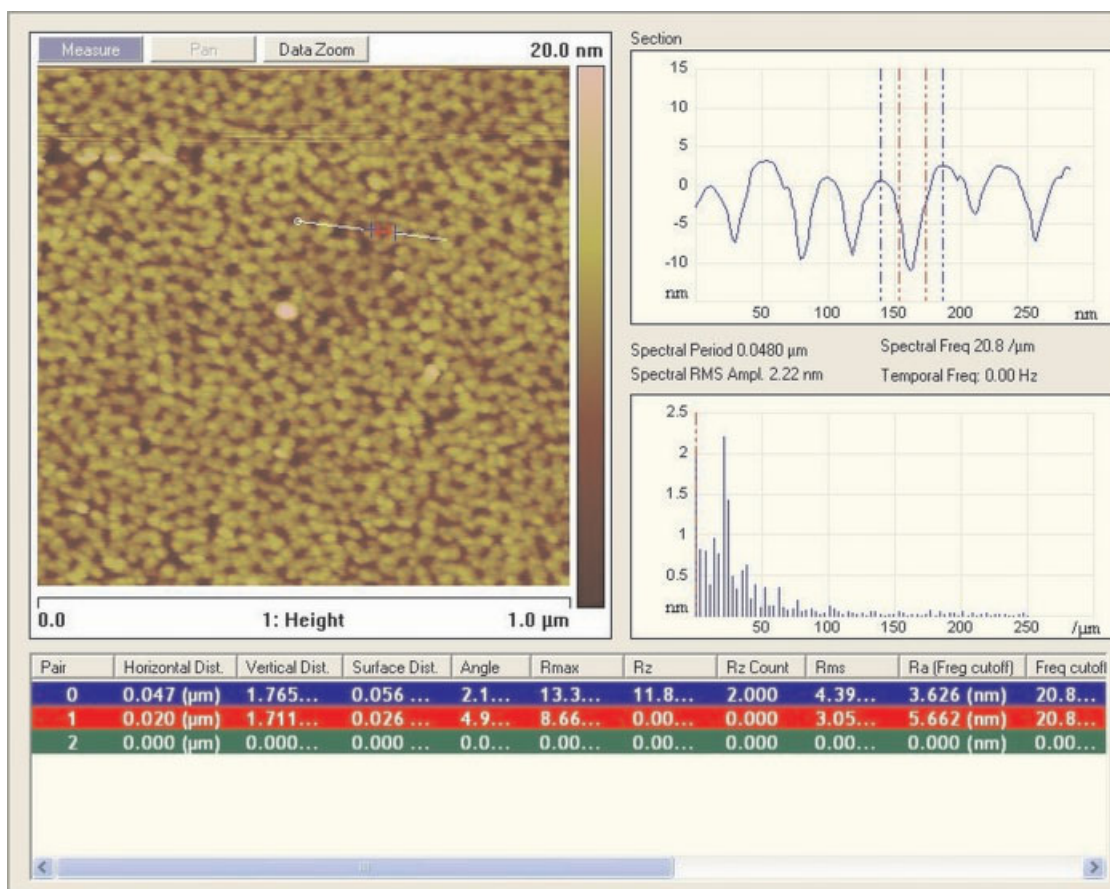 Measure Pan Data Zoom 20.0 nm
0.0 1: Height 1.0 µm
Section
15
10
5
0
-5
-10
nm
50 100 150 200 250 nm
Spectral Period 0.0480 µm Spectral Freq 20.8 /µm
Spectral RMS Ampl. 2.22 nm Temporal Freq: 0.00 Hz
2.5
2
1.5
1
0.5
nm
50 100 150 200 250 /µm
Pair Horizontal Dist. Vertical Dist. Surface Dist. Angle Rmax Rz Rz Count Rms Ra (Freg cutoff) Freq cutoff
0 0.047 (µm) 1.765... 0.056 ... 2.1... 13.3... 11.8... 2.000 4.39... 3.626 (nm) 20.8...
1 0.020 (µm) 1.711... 0.026 ... 4.9... 8.66... 0.00... 0.000 3.05... 5.662 (nm) 20.8...
2 0.000 (µm) 0.000... 0.000 ... 0.0... 0.00... 0.00... 0.000 0.00... 0.000 (nm) 0.00...